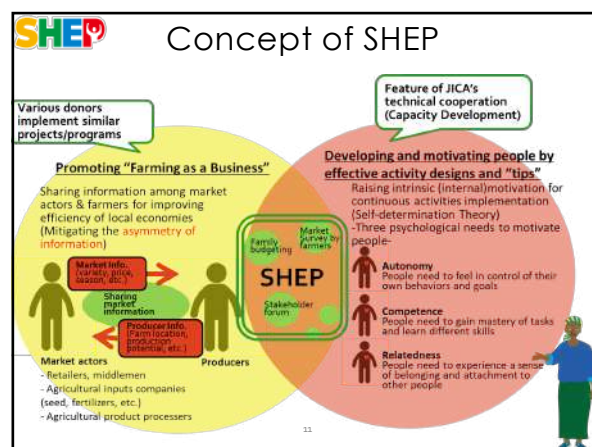 SHEP
Concept of SHEP
Various donors
implement similar
projects/programs
Feature of JICA's
technical cooperation
(Capacity Development)
Promoting "Farming as a Business"
Sharing information among market
actors & farmers for improving
efficiency of local economies
(Mitigating the asymmetry of
information)
Market Info.
(variety, price,
season, etc.)
Sharing
market
information
Producer Info.
(Farm location,
production
potential, etc.)
Market actors
- Retailers, middlemen
- Agricultural inputs companies
(seed, fertilizers, etc.)
- Agricultural product processers
Producers
Family
budgeting
Market
Survey by
farmers
SHEP
Stakeholder
forum
Developing and motivating people by
effective activity designs and "tips"
Raising intrinsic (internal)motivation for
continuous activities implementation
(Self-determination Theory)
-Three psychological needs to motivate
people-
Autonomy
People need to feel in control of their
own behaviors and goals
Competence
People need to gain mastery of tasks
and learn different skills
Relatedness
People need to experience a sense
of belonging and attachment to
other people
11